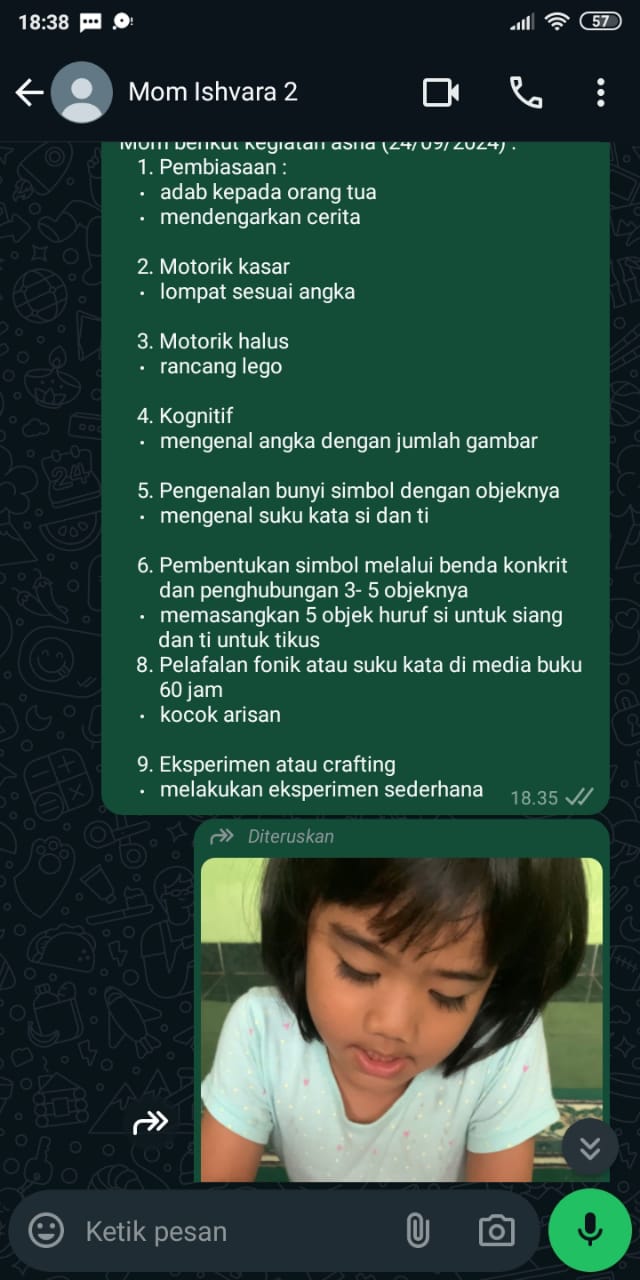 18:38
57
Mom Ishvara 2
Mom berikut kegiatan asha (24/09/2024) :
1. Pembiasaan :
• adab kepada orang tua
• mendengarkan cerita
2. Motorik kasar
• lompat sesuai angka
3. Motorik halus
• rancang lego
4. Kognitif
• mengenal angka dengan jumlah gambar
5. Pengenalan bunyi simbol dengan objeknya
• mengenal suku kata si dan ti
6. Pembentukan simbol melalui benda konkrit
dan penghubungan 3- 5 objeknya
• memasangkan 5 objek huruf si untuk siang
dan ti untuk tikus
8. Pelafalan fonik atau suku kata di media buku
60 jam
• kocok arisan
9. Eksperimen atau crafting
• melakukan eksperimen sederhana
18.35
Diteruskan
Ketik pesan